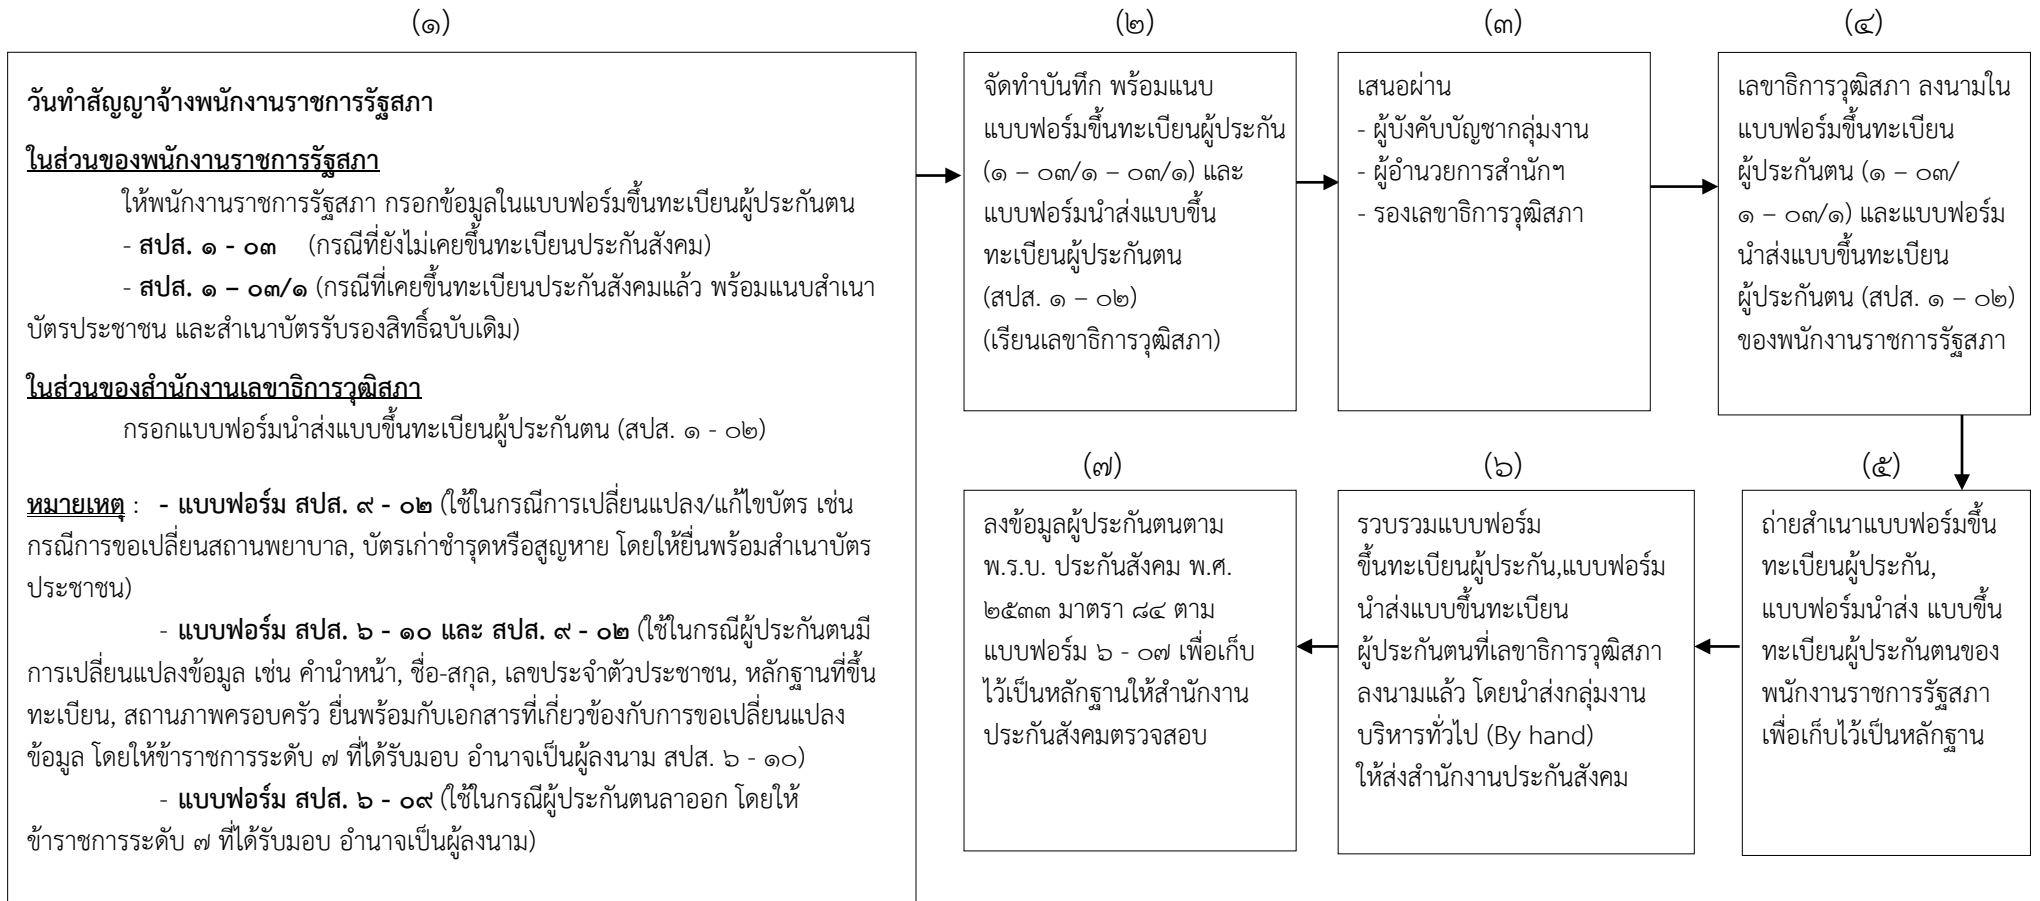 (๑)
วันทำสัญญาจ้างพนักงานราชการรัฐสภา
ในส่วนของพนักงานราชการรัฐสภา
ให้พนักงานราชการรัฐสภา กรอกข้อมูลในแบบฟอร์มขึ้นทะเบียนผู้ประกันตน
- สปส. ๑ - ๐๓ (กรณีที่ยังไม่เคยขึ้นทะเบียนประกันสังคม)
- สปส. ๑ – ๐๓/๑ (กรณีที่เคยขึ้นทะเบียนประกันสังคมแล้ว พร้อมแนบสำเนา
บัตรประชาชน และสำเนาบัตรรับรองสิทธิ์ฉบับเดิม)
ในส่วนของสำนักงานเลขาธิการวุฒิสภา
กรอกแบบฟอร์มนำส่งแบบขึ้นทะเบียนผู้ประกันตน (สปส. ๑ - ๐๒)
หมายเหตุ : - แบบฟอร์ม สปส. ๙ - ๐๒ (ใช้ในกรณีการเปลี่ยนแปลง/แก้ไขบัตร เช่น
กรณีการขอเปลี่ยนสถานพยาบาล, บัตรเก่าชำรุดหรือสูญหาย โดยให้ยื่นพร้อมสำเนาบัตร
ประชาชน)
- แบบฟอร์ม สปส. ๖ - ๑๐ และ สปส. ๙ - ๐๒ (ใช้ในกรณีผู้ประกันตนมี
การเปลี่ยนแปลงข้อมูล เช่น คำนำหน้า, ชื่อ-สกุล, เลขประจำตัวประชาชน, หลักฐานที่ขึ้น
ทะเบียน, สถานภาพครอบครัว ยื่นพร้อมกับเอกสารที่เกี่ยวข้องกับการขอเปลี่ยนแปลง
ข้อมูล โดยให้ข้าราชการระดับ ๗ ที่ได้รับมอบ อำนาจเป็นผู้ลงนาม สปส. ๖ - ๑๐)
- แบบฟอร์ม สปส. ๖ - ๐๙ (ใช้ในกรณีผู้ประกันตนลาออก โดยให้
ข้าราชการระดับ ๗ ที่ได้รับมอบ อำนาจเป็นผู้ลงนาม)
(๒)
จัดทำบันทึก พร้อมแนบ
แบบฟอร์มขึ้นทะเบียนผู้ประกัน
(๑ – ๐๓/๑ – ๐๓/๑) และ
แบบฟอร์มนำส่งแบบขึ้น
ทะเบียนผู้ประกันตน
(สปส. ๑ – ๐๒)
(เรียนเลขาธิการวุฒิสภา)
(๓)
เสนอผ่าน
- ผู้บังคับบัญชากลุ่มงาน
- ผู้อำนวยการสำนักฯ
- รองเลขาธิการวุฒิสภา
(๔)
เลขาธิการวุฒิสภา ลงนามใน
แบบฟอร์มขึ้นทะเบียน
ผู้ประกันตน (๑ – ๐๓/
๑ – ๐๓/๑) และแบบฟอร์ม
นำส่งแบบขึ้นทะเบียน
ผู้ประกันตน (สปส. ๑ – ๐๒)
ของพนักงานราชการรัฐสภา
(๕)
ถ่ายสำเนาแบบฟอร์มขึ้น
ทะเบียนผู้ประกัน,
แบบฟอร์มนำส่ง แบบขึ้น
ทะเบียนผู้ประกันตนของ
พนักงานราชการรัฐสภา
เพื่อเก็บไว้เป็นหลักฐาน
(๖)
รวบรวมแบบฟอร์ม
ขึ้นทะเบียนผู้ประกัน,แบบฟอร์ม
นำส่งแบบขึ้นทะเบียน
ผู้ประกันตนที่เลขาธิการวุฒิสภา
ลงนามแล้ว โดยนำส่งกลุ่มงาน
บริหารทั่วไป (By hand)
ให้ส่งสำนักงานประกันสังคม
(๗)
ลงข้อมูลผู้ประกันตนตาม
พ.ร.บ. ประกันสังคม พ.ศ.
๒๕๓๓ มาตรา ๘๔ ตาม
แบบฟอร์ม ๖ - ๐๗ เพื่อเก็บ
ไว้เป็นหลักฐานให้สำนักงาน
ประกันสังคมตรวจสอบ